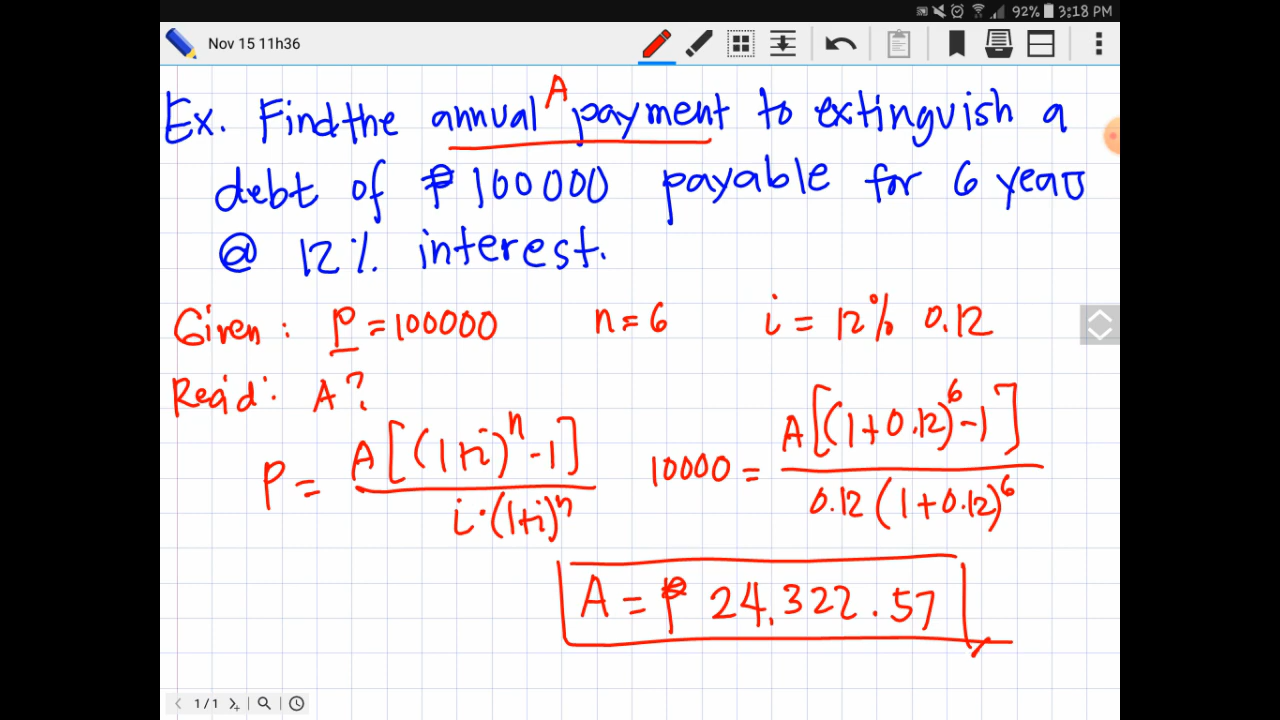 92% 3:18 PM
Nov 15 11h36
Ex. Find the annual A payment to extinguish a
debt of ₱ 100000 payable for 6 years
@ 12% interest.
Given: P = 100000 n = 6 i = 12% 0.12
Req'd: A?
P = A[(1+i)^n -1] / i·(1+i)^n 10000 = A[(1+0.12)^6 -1] / 0.12(1+0.12)^6
A = ₱ 24,322.57
1/1